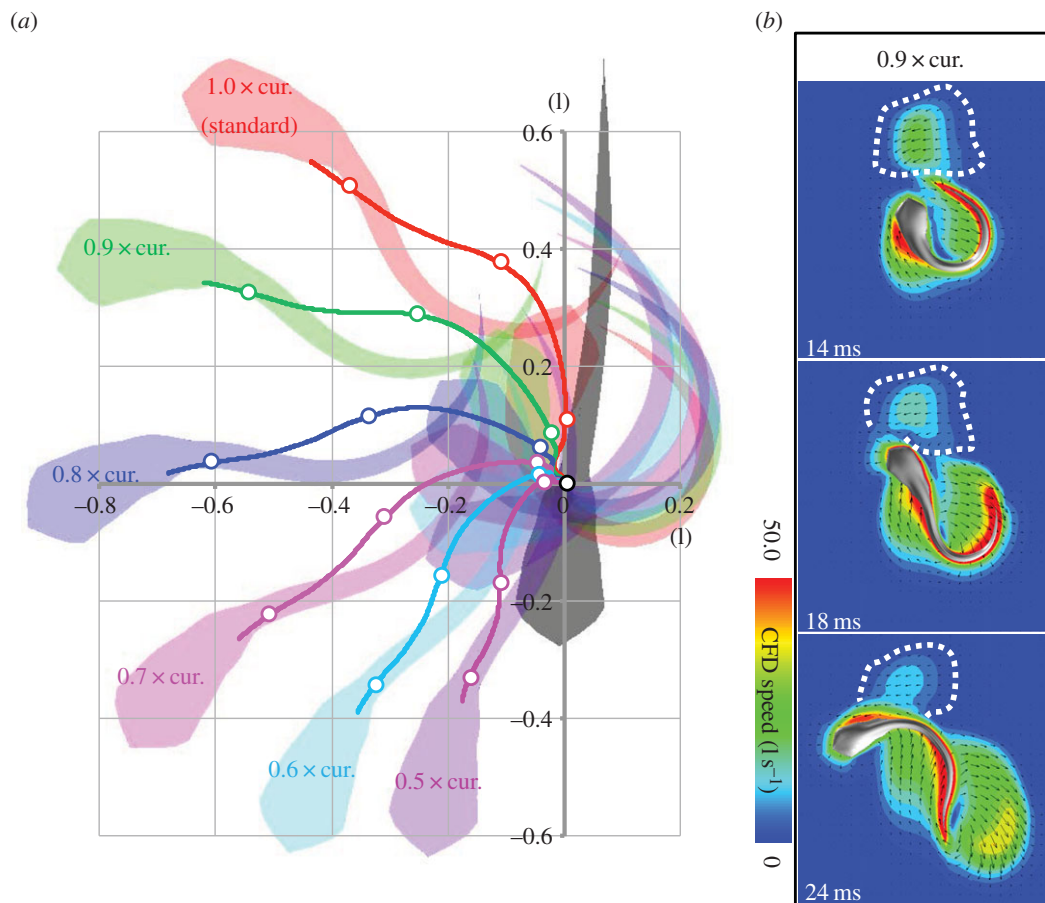 (a)
(b)
1.0 × cur.
(standard)
0.9 × cur.
0.8 × cur.
0.7 × cur.
0.6 × cur.
0.5 × cur.
(l)
0.6
0.4
0.2
0
−0.2
−0.4
−0.6
−0.8
−0.6
−0.4
−0.2
0.2
(l)
0.9 × cur.
14 ms
18 ms
24 ms
50.0
CFD speed (l s⁻¹)
0